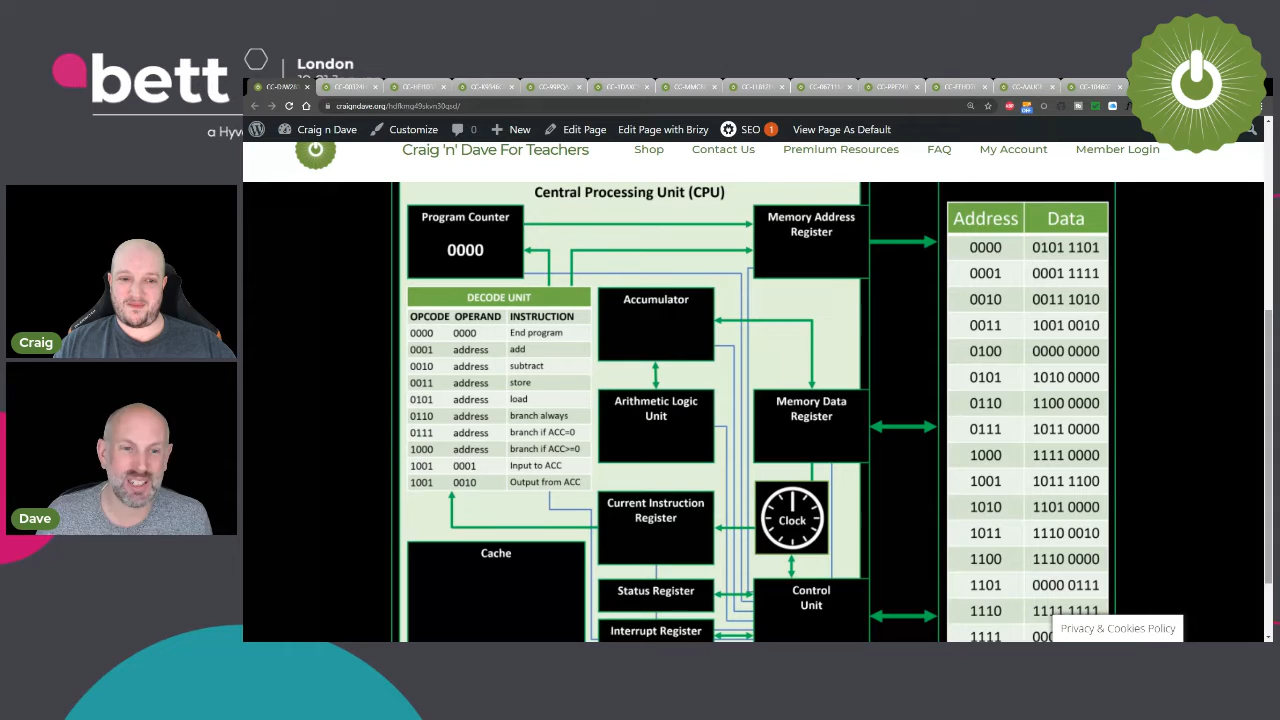 bett
London
a Hyv
craigndave.org/hdfkmg49skvn30qsd/
Craig n Dave Customize 0 New Edit Page Edit Page with Brizy SEO 1 View Page As Default
Craig 'n' Dave For Teachers Shop Contact Us Premium Resources FAQ My Account Member Login
Central Processing Unit (CPU)
Program Counter
0000
Memory Address
Register
DECODE UNIT
OPCODE OPERAND INSTRUCTION
0000 0000 End program
0001 address add
0010 address subtract
0011 address store
0101 address load
0110 address branch always
0111 address branch if ACC=0
1000 address branch if ACC>=0
1001 0001 Input to ACC
1001 0010 Output from ACC
Accumulator
Arithmetic Logic
Unit
Memory Data
Register
Current Instruction
Register
Clock
Cache
Status Register
Interrupt Register
Control
Unit
Address Data
0000 0101 1101
0001 0001 1111
0010 0011 1010
0011 1001 0010
0100 0000 0000
0101 1010 0000
0110 1100 0000
0111 1011 0000
1000 1111 0000
1001 1011 1100
1010 1101 0000
1011 1110 0010
1100 1110 0000
1101 0000 0111
1110 1111 1111
1111
Privacy & Cookies Policy
Craig
Dave